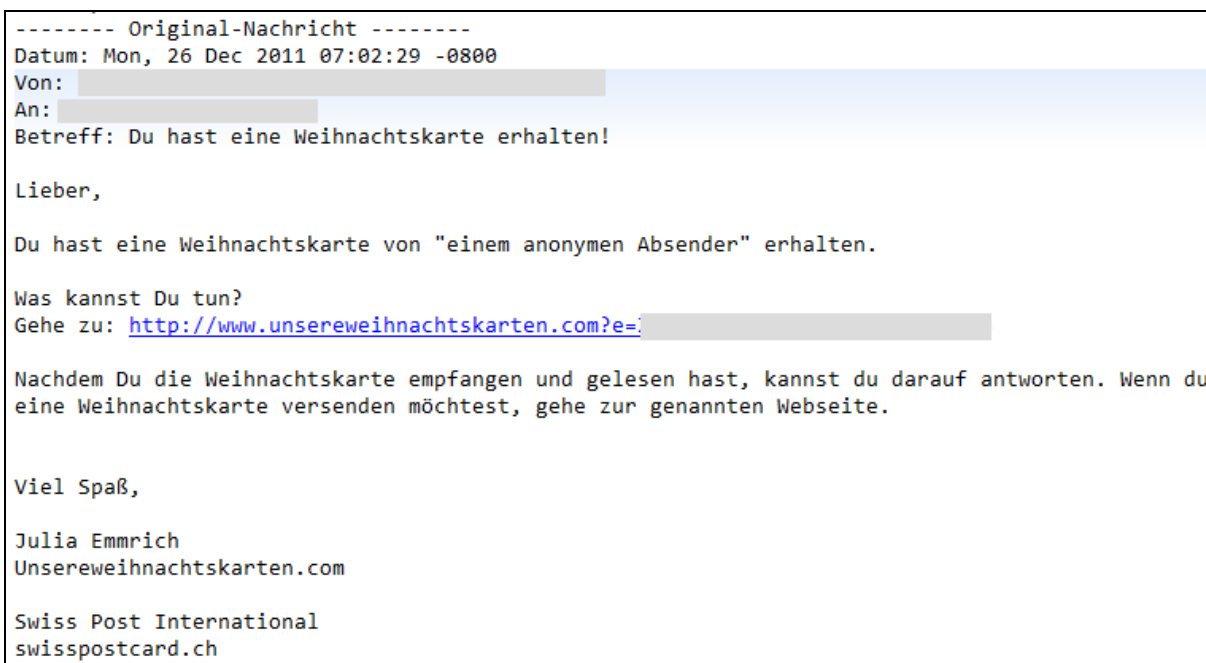 -------- Original-Nachricht --------
Datum: Mon, 26 Dec 2011 07:02:29 -0800
Von:
An:
Betreff: Du hast eine Weihnachtskarte erhalten!
Lieber,
Du hast eine Weihnachtskarte von "einem anonymen Absender" erhalten.
Was kannst Du tun?
Gehe zu: http://www.unsereweihnachtskarten.com?e=
Nachdem Du die Weihnachtskarte empfangen und gelesen hast, kannst du darauf antworten. Wenn du
eine Weihnachtskarte versenden möchtest, gehe zur genannten Webseite.
Viel Spaß,
Julia Emmrich
Unsereweihnachtskarten.com
Swiss Post International
swisspostcard.ch